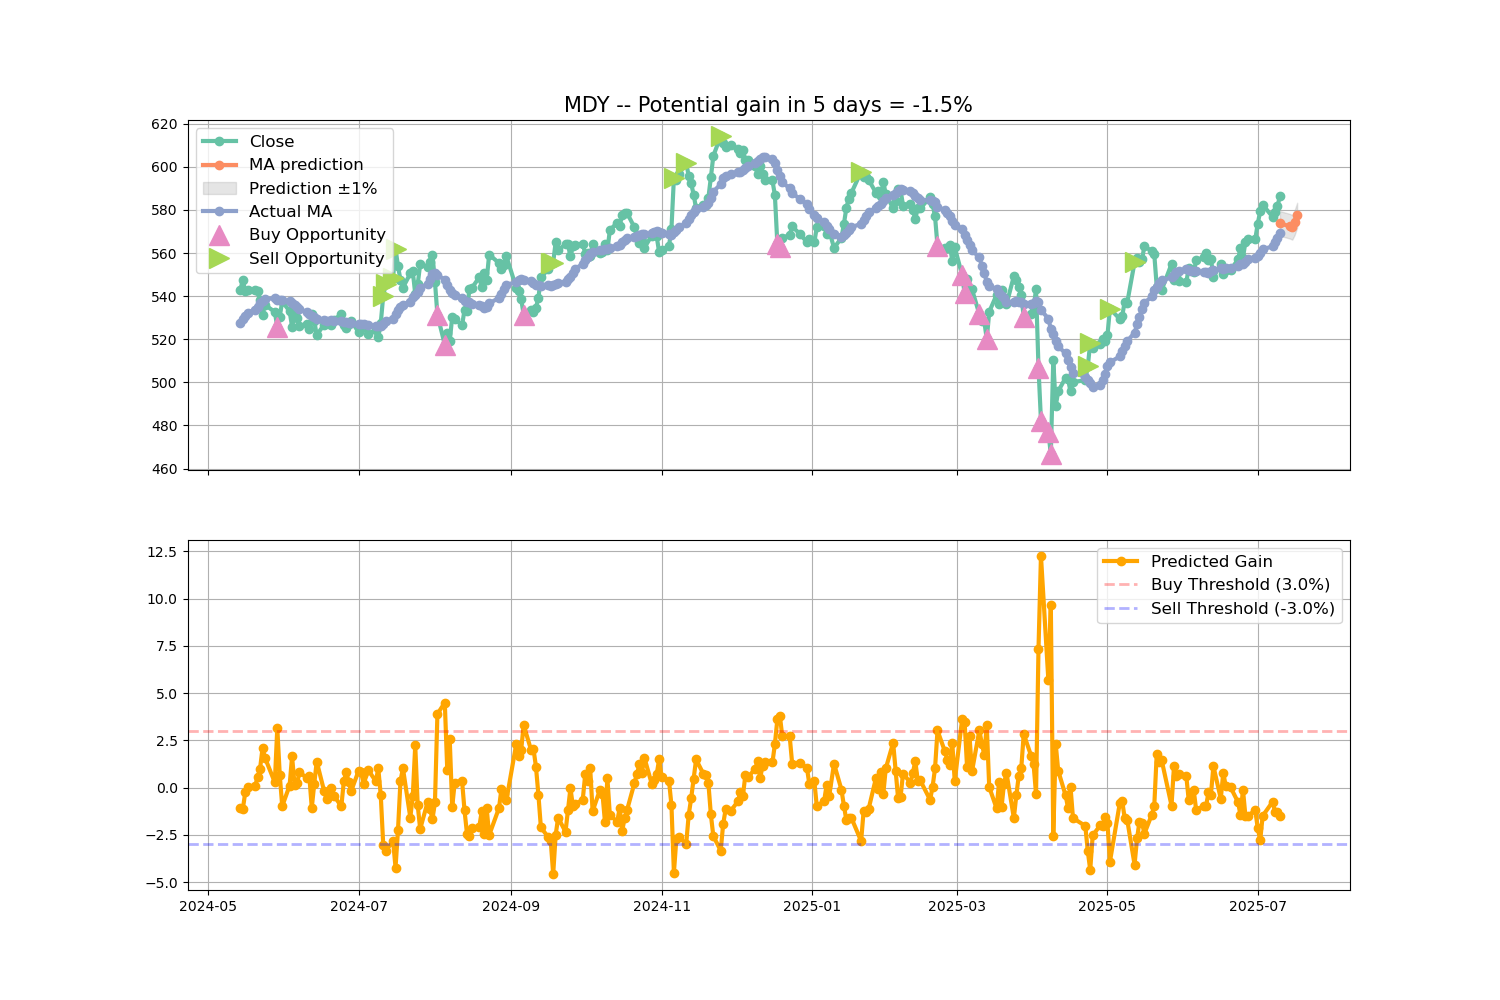 MDY -- Potential gain in 5 days = -1.5%
620
600
580
560
540
520
500
480
460
Close
MA prediction
Prediction ±1%
Actual MA
Buy Opportunity
Sell Opportunity
12.5
10.0
7.5
5.0
2.5
0.0
−2.5
−5.0
Predicted Gain
Buy Threshold (3.0%)
Sell Threshold (-3.0%)
2024-05
2024-07
2024-09
2024-11
2025-01
2025-03
2025-05
2025-07